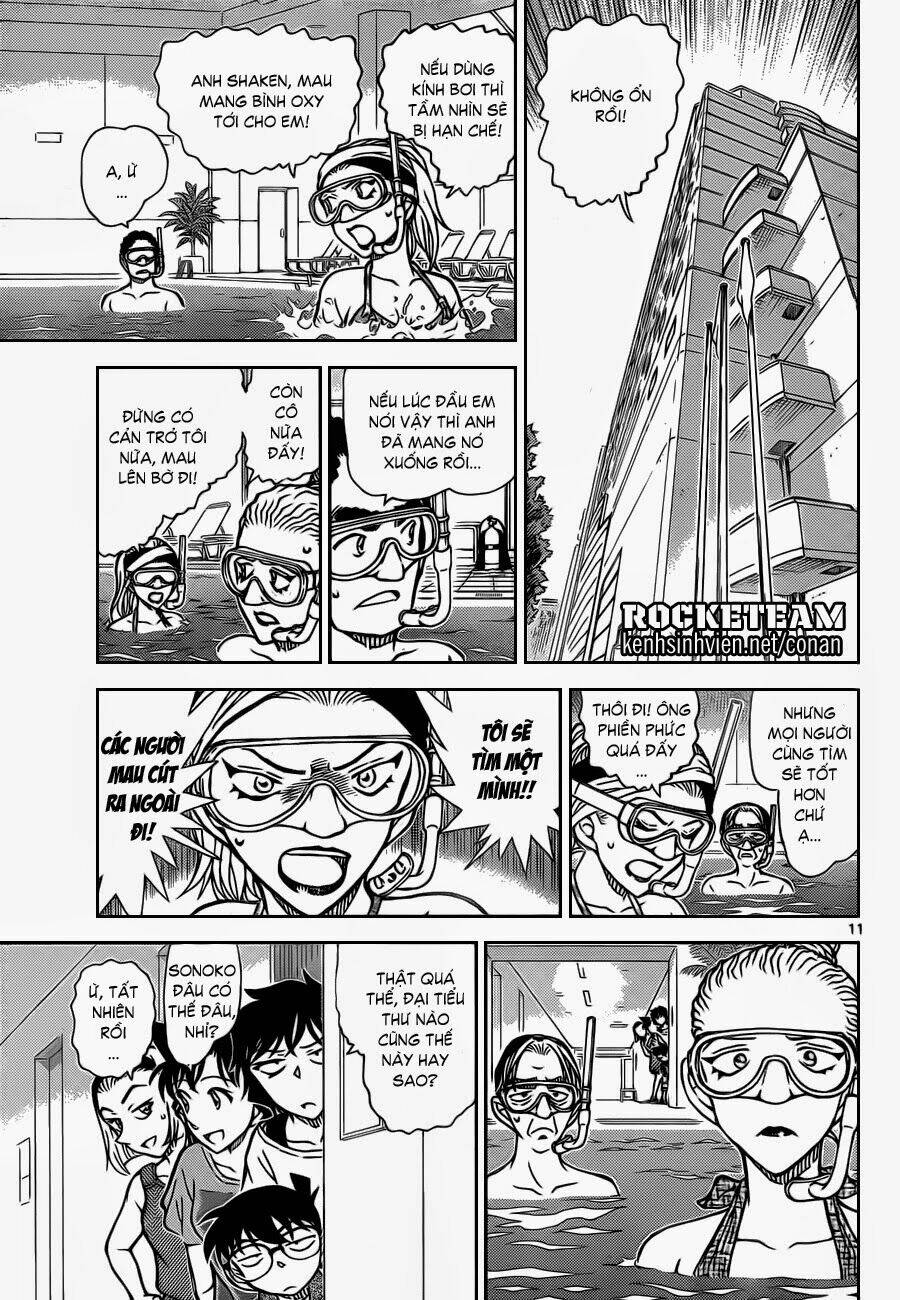 KHÔNG ỔN
RỒI!
NẾU DÙNG
KÍNH BƠI THÌ
TẦM NHÌN SẼ
BỊ HẠN CHẾ!
ANH SHAKEN, MAU
MANG BÌNH OXY
TỚI CHO EM!
A, Ừ
...
ROCKETEAM
kenhsinhvien.net/conan
NẾU LÚC ĐẦU EM
NÓI VẬY THÌ ANH
ĐÃ MANG NÓ
XUỐNG RỒI...
CÒN
CÔ
NỮA
ĐẤY!
ĐỪNG CÓ
CẢN TRỞ TÔI
NỮA, MAU
LÊN BỜ ĐI!
NHƯNG
MỌI NGƯỜI
CÙNG TÌM
SẼ TỐT
HƠN
CHỨ
Ạ...
THÔI ĐI! ÔNG
PHIỀN PHỨC
QUÁ ĐẤY
...
TÔI SẼ
TÌM MỘT
MÌNH!!
CÁC NGƯỜI
MAU CÚT
RA NGOÀI
ĐI!
11
THẬT QUÁ
THỂ, ĐẠI TIỂU
THƯ NÀO
CŨNG THẾ
NÀY HAY
SAO?
SONOKO
ĐÂU CÓ
THẾ ĐÂU,
NHỈ?
Ừ, TẤT
NHIÊN
RỒI
...